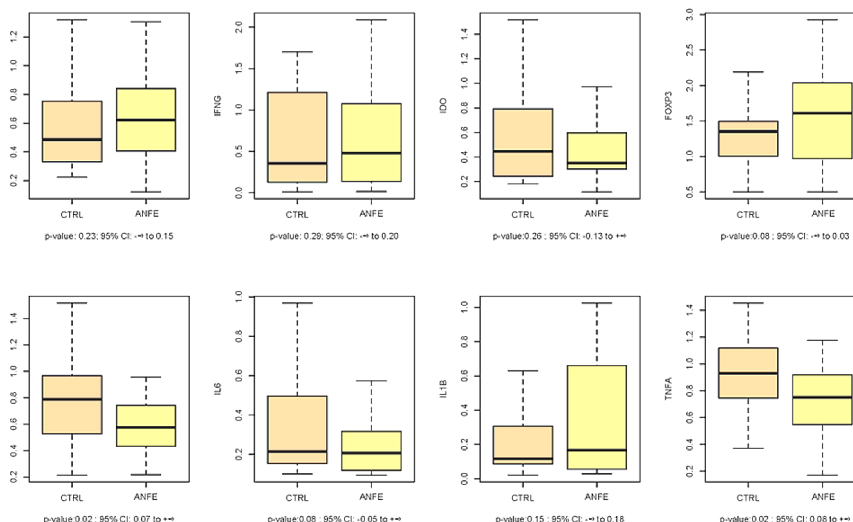 0.2 0.4 0.6 0.8 1.0 1.2
CTRL ANFE
p-value: 0.23; 95% CI: -∞ to 0.15
IFNG
0.0 0.5 1.0 1.5 2.0
CTRL ANFE
p-value: 0.29; 95% CI: -∞ to 0.20
IDO
0.2 0.4 0.6 0.8 1.0 1.2 1.4
CTRL ANFE
p-value:0.26 ; 95% CI: -0.13 to +∞
FOXP3
0.5 1.0 1.5 2.0 2.5 3.0
CTRL ANFE
p-value:0.08 ; 95% CI: -∞ to 0.03
0.2 0.4 0.6 0.8 1.0 1.2 1.4
CTRL ANFE
p-value:0.02 ; 95% CI: 0.07 to +∞
IL6
0.2 0.4 0.6 0.8 1.0
CTRL ANFE
p-value:0.08 ; 95% CI: -0.05 to +∞
IL1B
0.0 0.2 0.4 0.6 0.8 1.0
CTRL ANFE
p-value:0.15 ; 95% CI: -∞ to 0.18
TNFA
0.2 0.4 0.6 0.8 1.0 1.2 1.4
CTRL ANFE
p-value:0.02 ; 95% CI: 0.08 to +∞